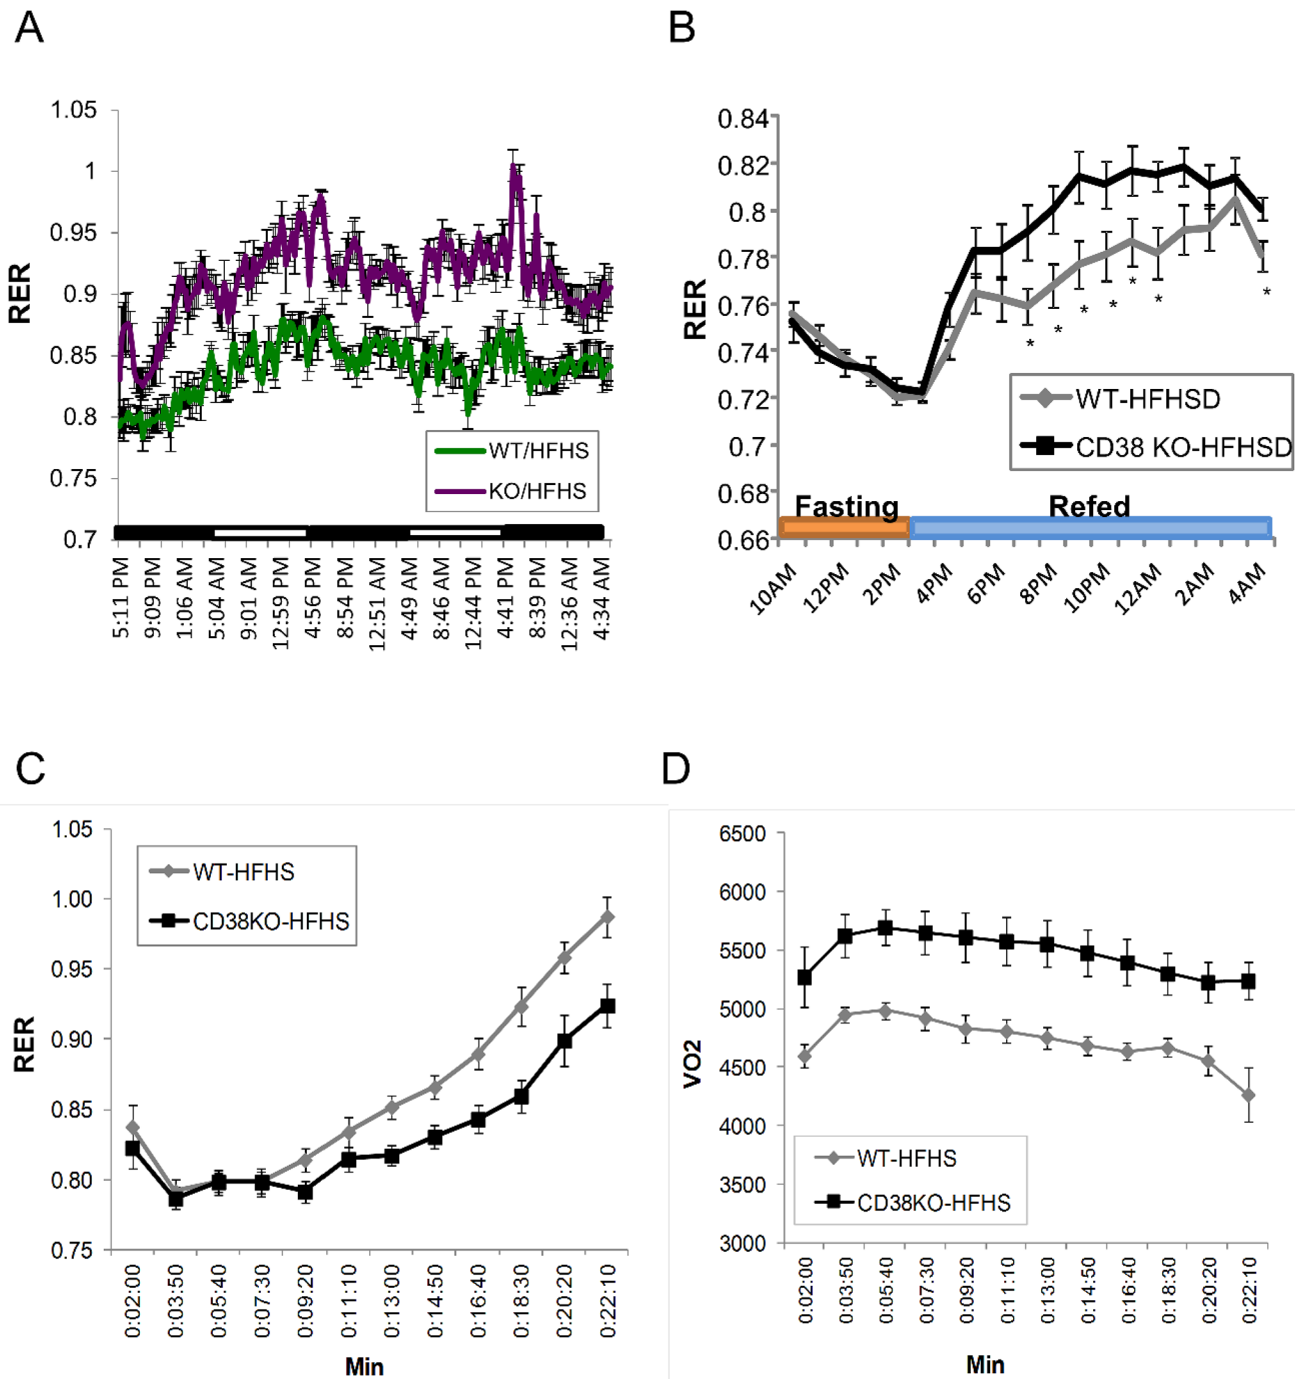 A
1.05
1
0.95
0.9
0.85
0.8
0.75
0.7
RER
WT/HFHS
KO/HFHS
5:11 PM
9:09 PM
1:06 AM
5:04 AM
9:01 AM
12:59 PM
4:56 PM
8:54 PM
12:51 AM
4:49 AM
8:46 AM
12:44 PM
4:41 PM
8:39 PM
12:36 AM
4:34 AM
B
0.84
0.82
0.8
0.78
0.76
0.74
0.72
0.7
0.68
0.66
RER
* * * * * * *
WT-HFHSD
CD38 KO-HFHSD
Fasting
Refed
10AM
12PM
2PM
4PM
6PM
8PM
10PM
12AM
2AM
4AM
C
1.05
1.00
0.95
0.90
0.85
0.80
0.75
RER
WT-HFHS
CD38KO-HFHS
0:02:00
0:03:50
0:05:40
0:07:30
0:09:20
0:11:10
0:13:00
0:14:50
0:16:40
0:18:30
0:20:20
0:22:10
Min
D
6500
6000
5500
5000
4500
4000
3500
3000
VO2
WT-HFHS
CD38KO-HFHS
0:02:00
0:03:50
0:05:40
0:07:30
0:09:20
0:11:10
0:13:00
0:14:50
0:16:40
0:18:30
0:20:20
0:22:10
Min